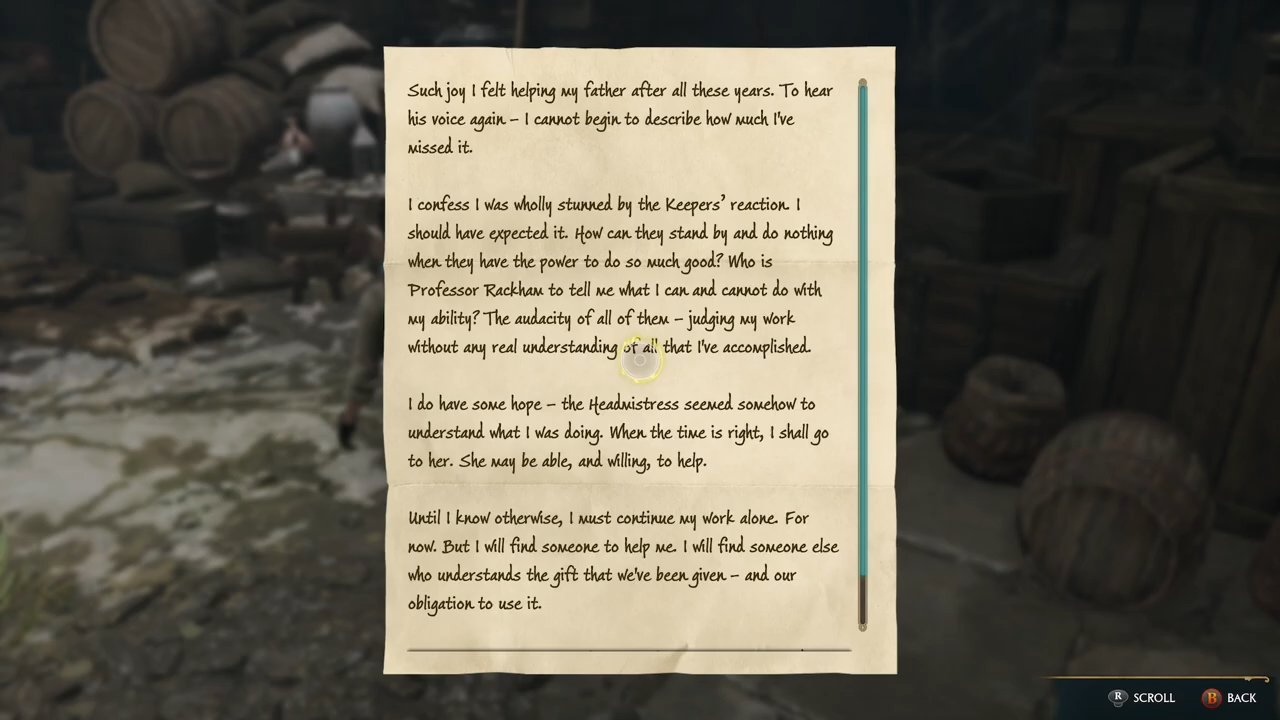 Such joy I felt helping my father after all these years. To hear
his voice again – I cannot begin to describe how much I've
missed it.
I confess I was wholly stunned by the Keepers’ reaction. I
should have expected it. How can they stand by and do nothing
when they have the power to do so much good? Who is
Professor Rackham to tell me what I can and cannot do with
my ability? The audacity of all of them – judging my work
without any real understanding of all that I've accomplished.
I do have some hope – the Headmistress seemed somehow to
understand what I was doing. When the time is right, I shall go
to her. She may be able, and willing, to help.
Until I know otherwise, I must continue my work alone. For
now. But I will find someone to help me. I will find someone else
who understands the gift that we've been given – and our
obligation to use it.
R SCROLL B BACK